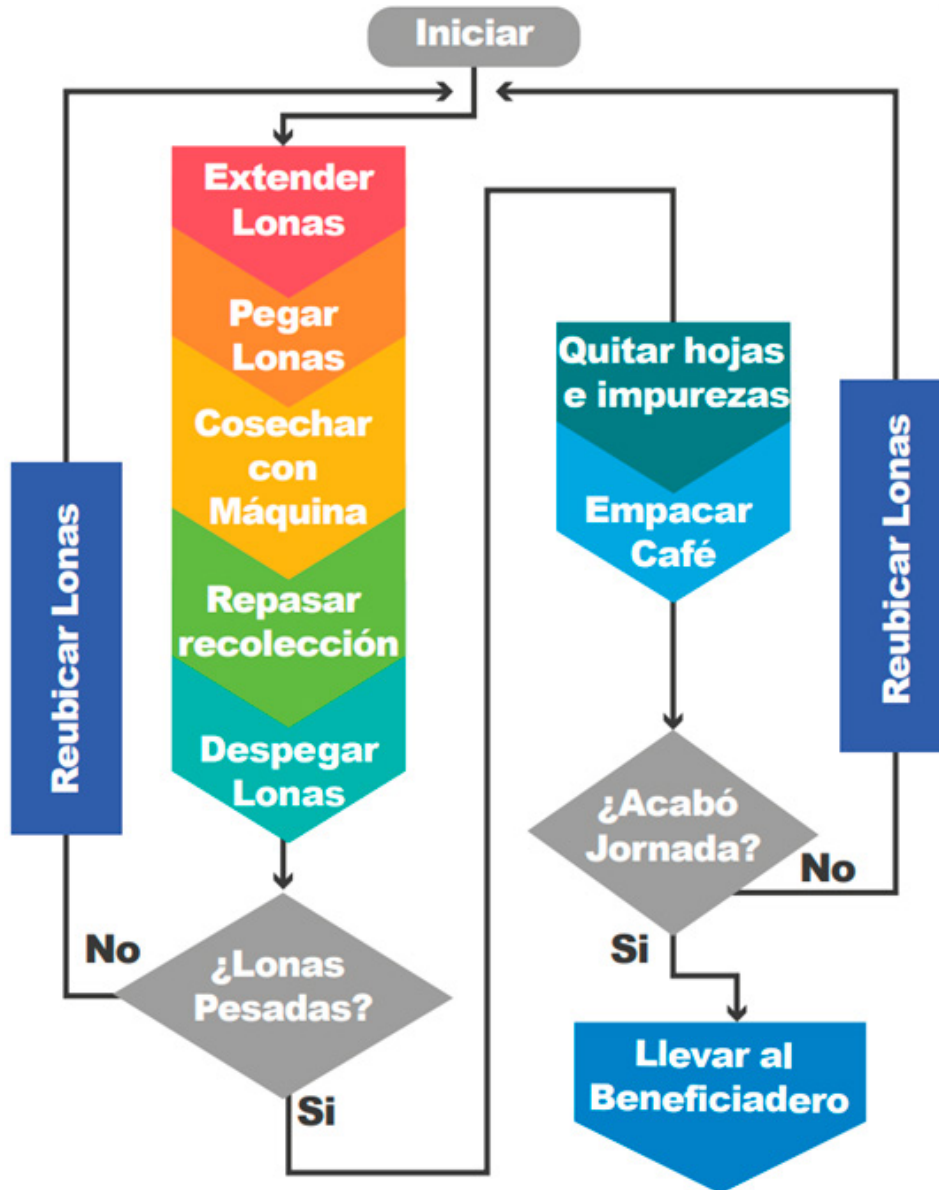 Iniciar
Extender
Lonas
Pegar
Lonas
Cosechar
con
Máquina
Repasar
recolección
Despegar
Lonas
¿Lonas
Pesadas?
No
Reubicar Lonas
Si
Quitar hojas
e impurezas
Empacar
Café
¿Acabó
Jornada?
No
Reubicar Lonas
Si
Llevar al
Beneficiadero